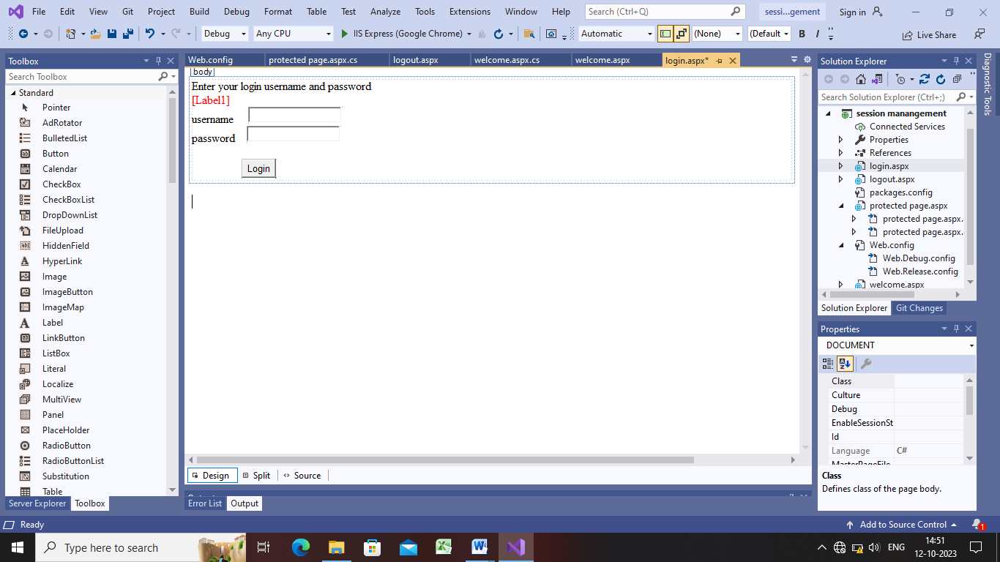 File Edit View Git Project Build Debug Format Table Test Analyze Tools Extensions Window Help Search (Ctrl+Q) sessi...gement Sign in
Debug Any CPU IIS Express (Google Chrome) Automatic (None) (Default B I Live Share
Toolbox
Search Toolbox
Standard
Pointer
AdRotator
BulletedList
Button
Calendar
CheckBox
CheckBoxList
DropDownList
FileUpload
HiddenField
HyperLink
Image
ImageButton
ImageMap
Label
LinkButton
ListBox
Literal
Localize
MultiView
Panel
PlaceHolder
RadioButton
RadioButtonList
Substitution
Table
Server Explorer Toolbox
Web.config protected page.aspx.cs logout.aspx welcome.aspx.cs welcome.aspx login.aspx*
body
Enter your login username and password
[Label1]
username
password
Login
Design Split Source
Error List Output
Solution Explorer
Search Solution Explorer (Ctrl+;)
session manangement
Connected Services
Properties
References
login.aspx
logout.aspx
packages.config
protected page.aspx
protected page.aspx.
protected page.aspx.
Web.config
Web.Debug.config
Web.Release.config
welcome.aspx
Solution Explorer Git Changes
Properties
DOCUMENT
Class
Culture
Debug
EnableSessionSt
Id
Language C#
MasterPageFile
Class
Defines class of the page body.
Diagnostic Tools
Ready Add to Source Control 1
Type here to search ENG 14:51
12-10-2023